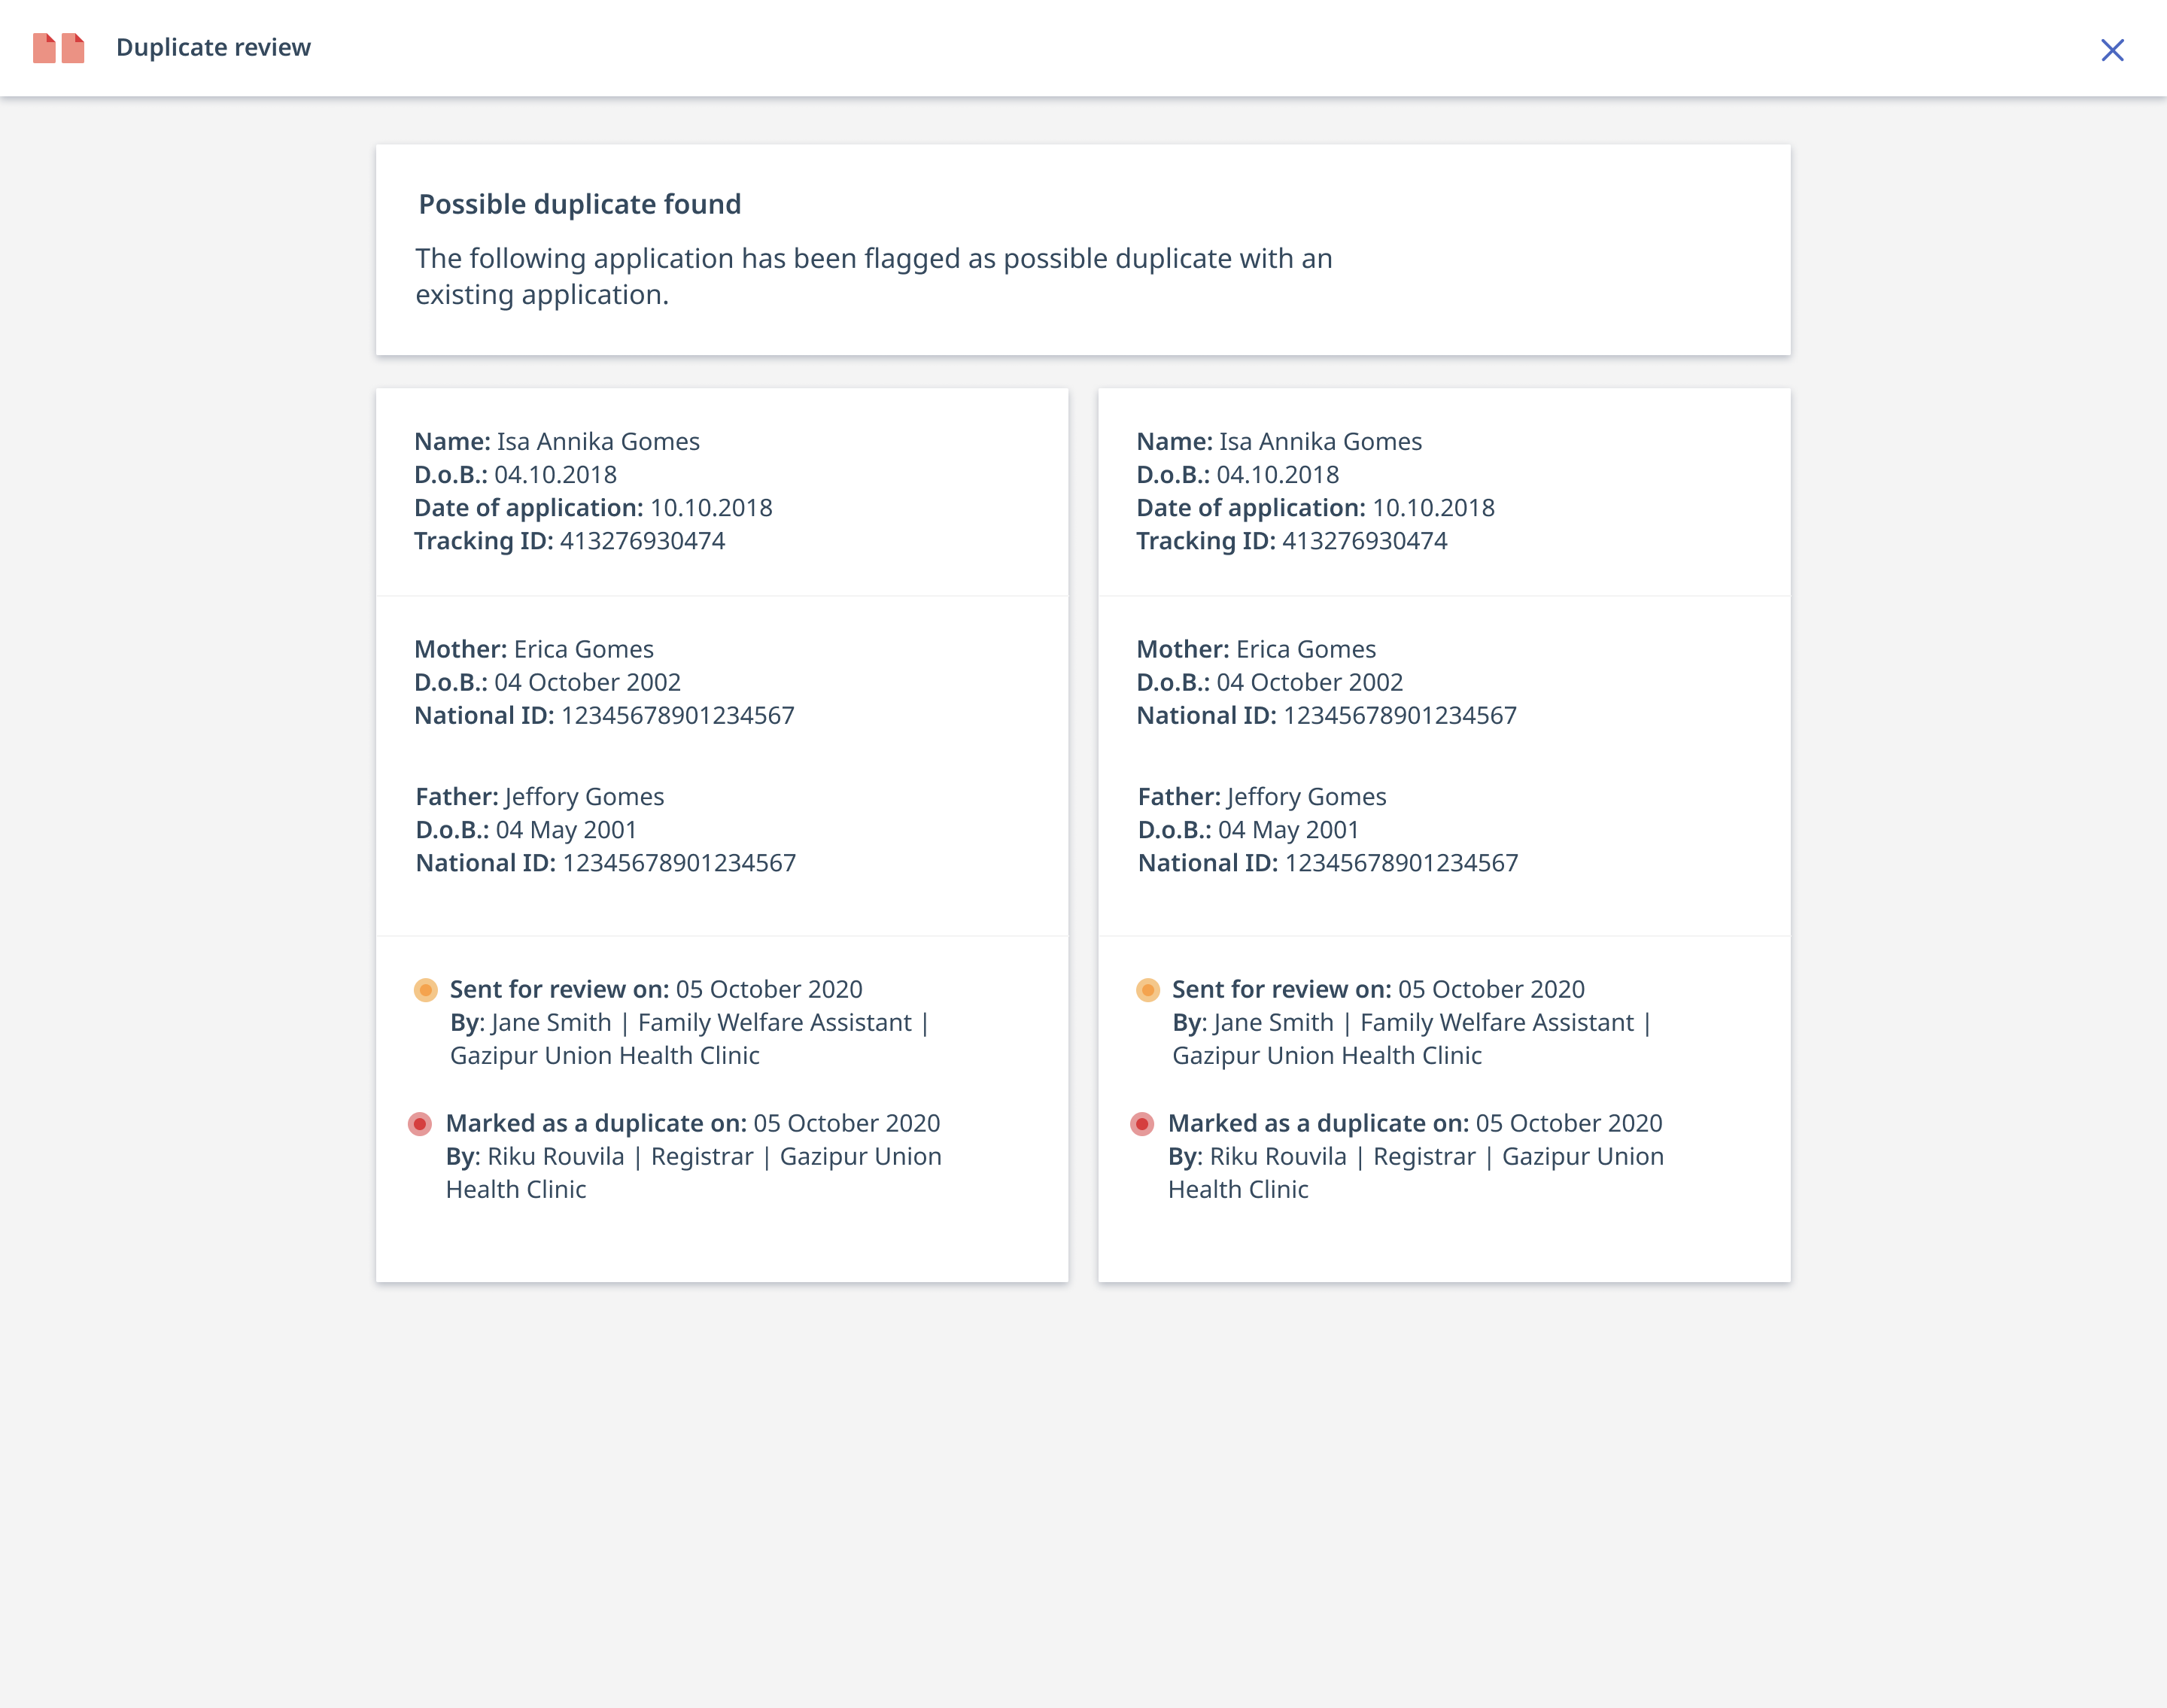 Duplicate review
Possible duplicate found
The following application has been flagged as possible duplicate with an
existing application.
Name: Isa Annika Gomes
D.o.B.: 04.10.2018
Date of application: 10.10.2018
Tracking ID: 413276930474
Mother: Erica Gomes
D.o.B.: 04 October 2002
National ID: 12345678901234567
Father: Jeffory Gomes
D.o.B.: 04 May 2001
National ID: 12345678901234567
Sent for review on: 05 October 2020
By: Jane Smith | Family Welfare Assistant |
Gazipur Union Health Clinic
Marked as a duplicate on: 05 October 2020
By: Riku Rouvila | Registrar | Gazipur Union
Health Clinic
Name: Isa Annika Gomes
D.o.B.: 04.10.2018
Date of application: 10.10.2018
Tracking ID: 413276930474
Mother: Erica Gomes
D.o.B.: 04 October 2002
National ID: 12345678901234567
Father: Jeffory Gomes
D.o.B.: 04 May 2001
National ID: 12345678901234567
Sent for review on: 05 October 2020
By: Jane Smith | Family Welfare Assistant |
Gazipur Union Health Clinic
Marked as a duplicate on: 05 October 2020
By: Riku Rouvila | Registrar | Gazipur Union
Health Clinic